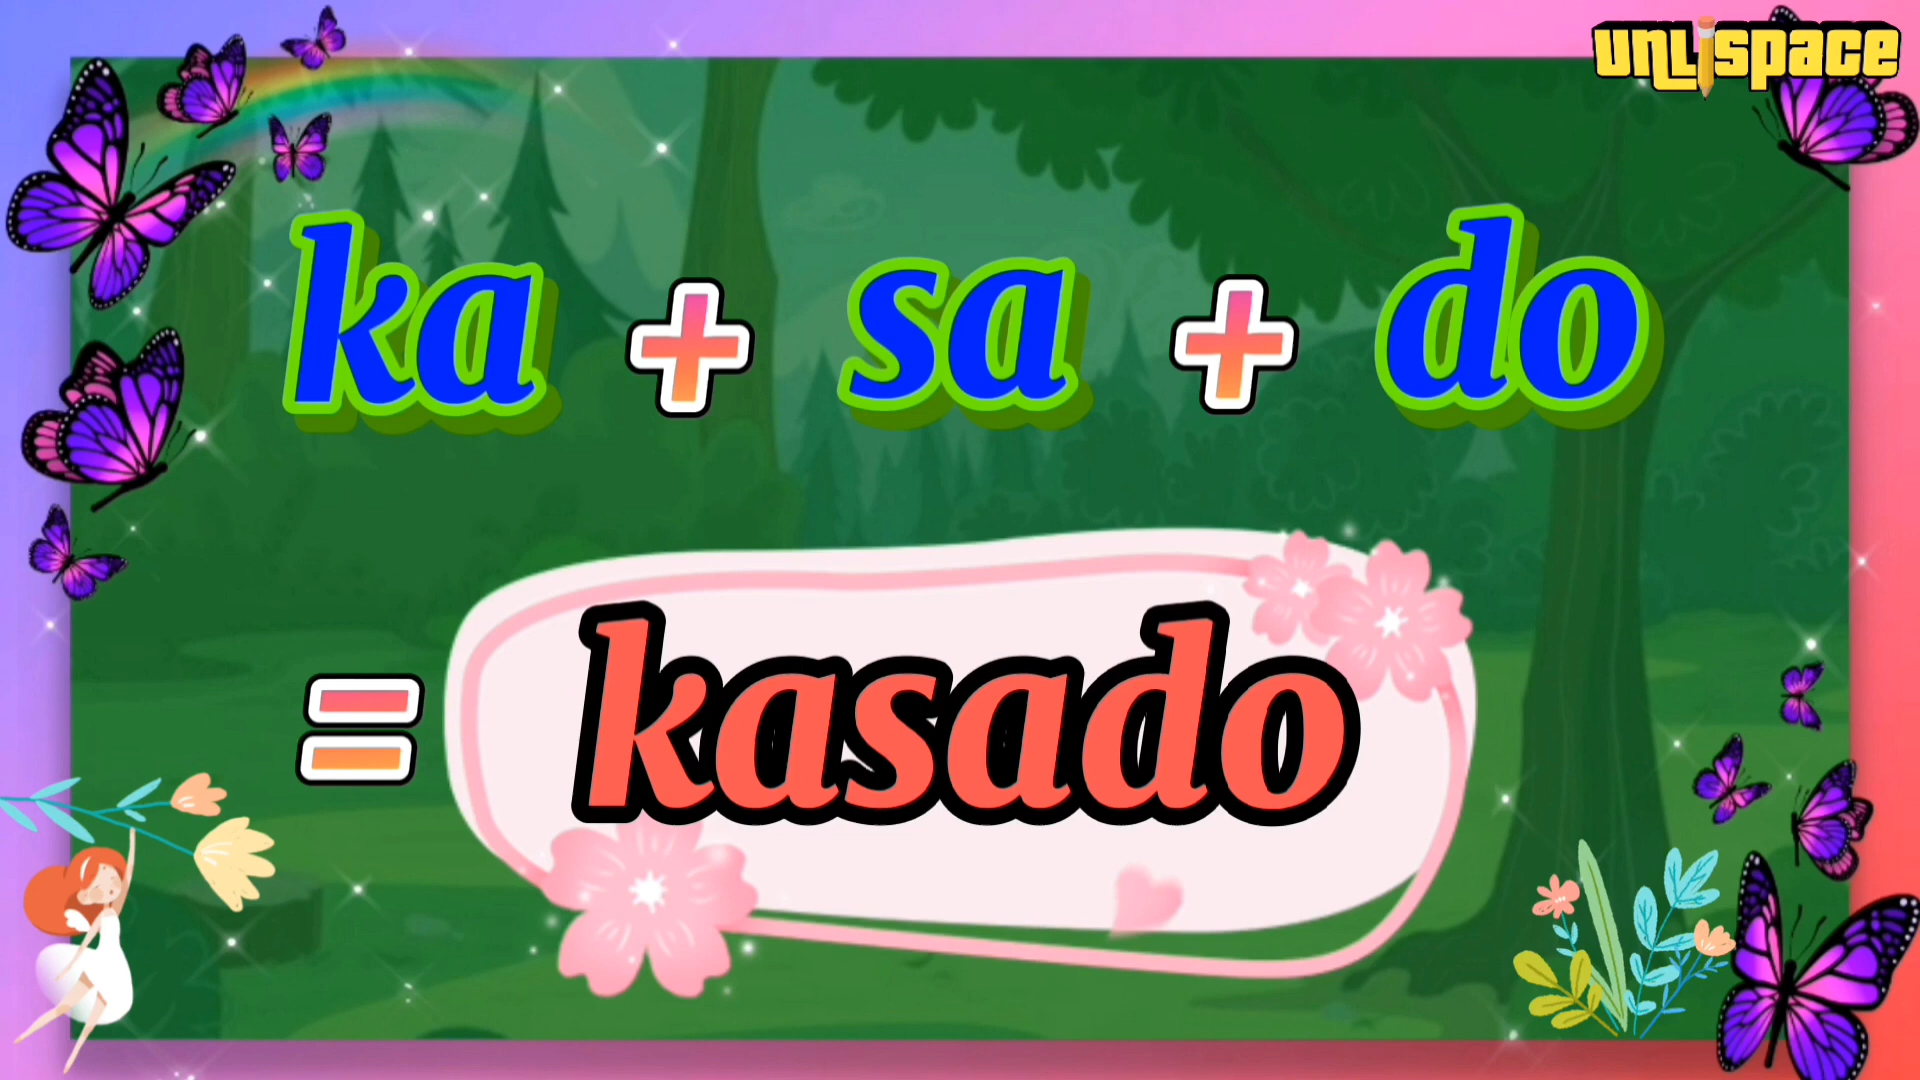 UNLISPACE
ka + sa + do
= kasado